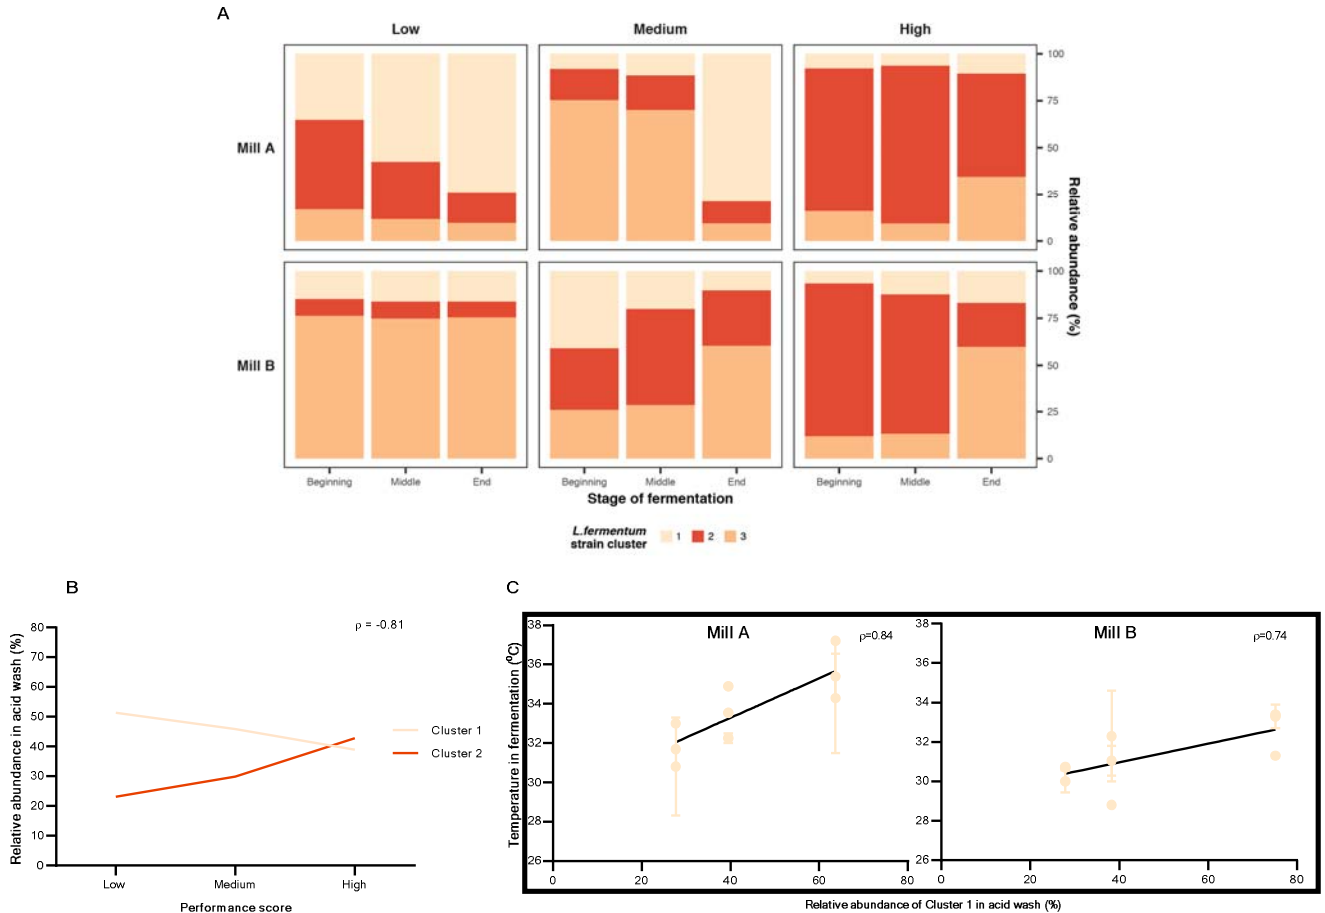 A
Low Medium High
Mill A
Mill B
100
75
50
25
0
100
75
50
25
0
Relative abundance (%)
Beginning Middle End Beginning Middle End Beginning Middle End
Stage of fermentation
L.fermentum
strain cluster
1 2 3
B
ρ = -0.81
80
70
60
50
40
30
20
10
0
Relative abundance in acid wash (%)
Cluster 1
Cluster 2
Low Medium High
Performance score
C
Mill A
ρ=0.84
38
36
34
32
30
28
26
Temperature in fermentation (⁰C)
0 20 40 60 80
Mill B
ρ=0.74
38
36
34
32
30
28
26
0 20 40 60 80
Relative abundance of Cluster 1 in acid wash (%)